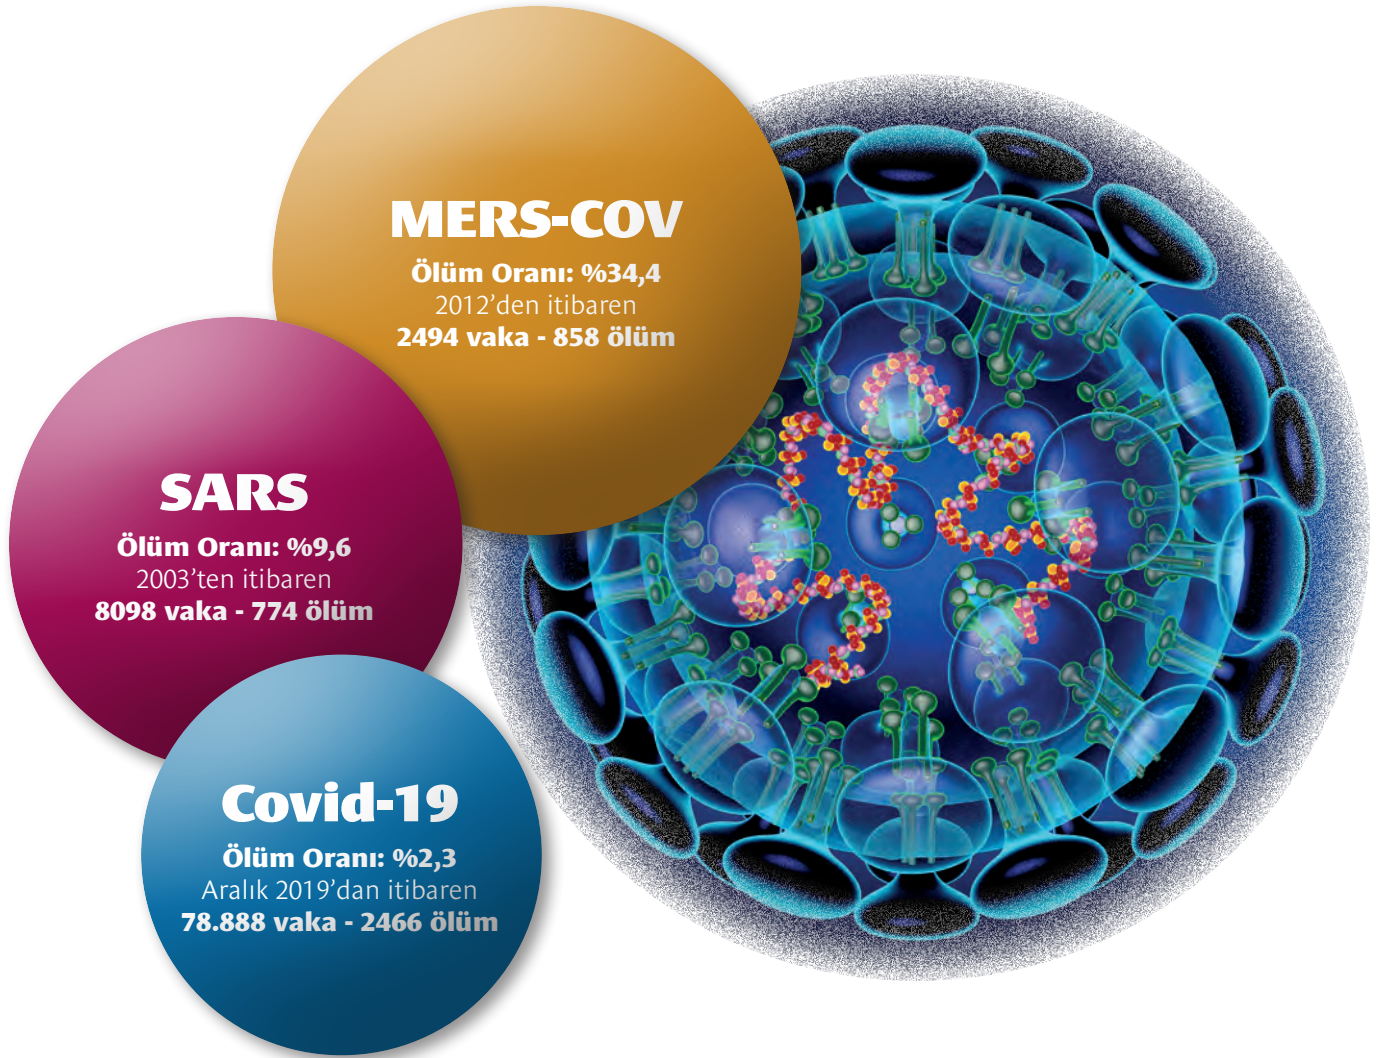 MERS-COV
Ölüm Oranı: %34,4
2012’den itibaren
2494 vaka - 858 ölüm
SARS
Ölüm Oranı: %9,6
2003’ten itibaren
8098 vaka - 774 ölüm
Covid-19
Ölüm Oranı: %2,3
Aralık 2019’dan itibaren
78.888 vaka - 2466 ölüm